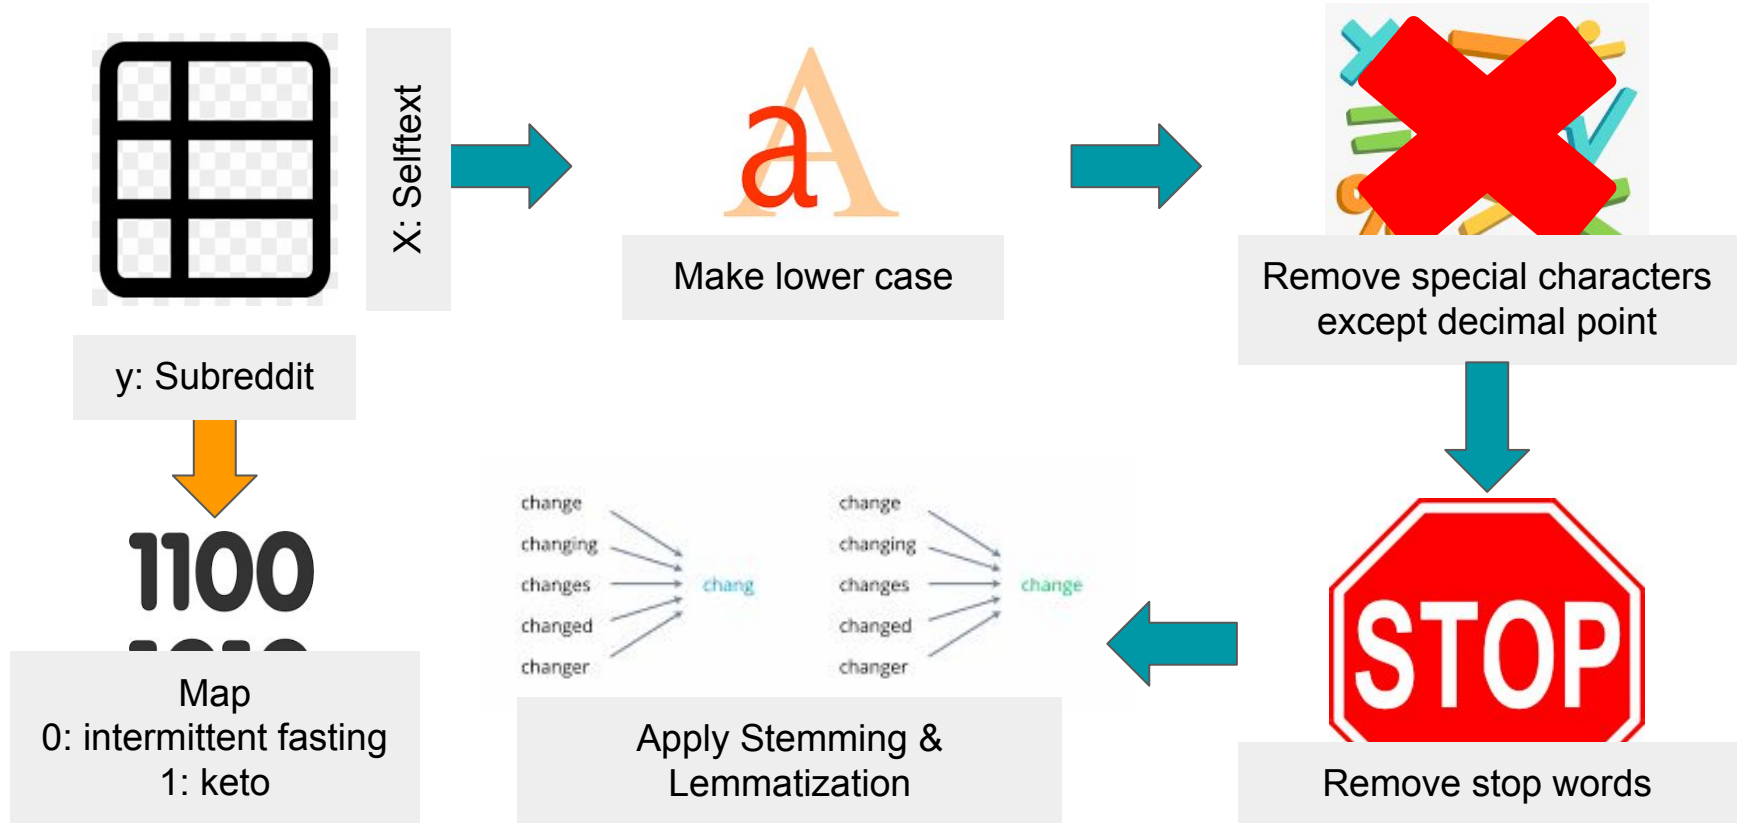 X: Selftext
aA
Make lower case
Remove special characters
except decimal point
y: Subreddit
1100
Map
0: intermittent fasting
1: keto
change
changing
changes
changed
changer
chang
change
changing
changes
changed
changer
change
Apply Stemming &
Lemmatization
STOP
Remove stop words